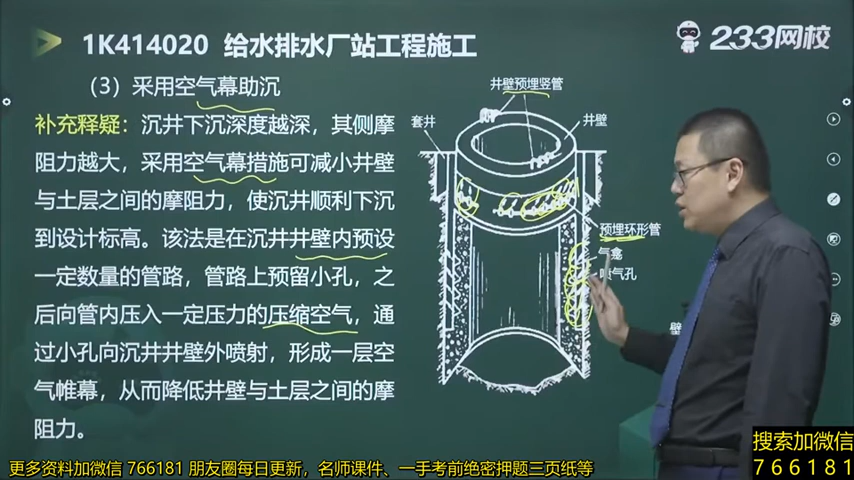 1K414020 给水排水厂站工程施工
233网校
（3）采用空气幕助沉
补充释疑：沉井下沉深度越深，其侧摩
阻力越大，采用空气幕措施可减小井壁
与土层之间的摩阻力，使沉井顺利下沉
到设计标高。该法是在沉井井壁内预设
一定数量的管路，管路上预留小孔，之
后向管内压入一定压力的压缩空气，通
过小孔向沉井井壁外喷射，形成一层空
气帷幕，从而降低井壁与土层之间的摩
阻力。
井壁预埋竖管
套井
井壁
预埋环形管
气龛
喷气孔
壁
搜索加微信
766181
更多资料加微信 766181 朋友圈每日更新，名师课件、一手考前绝密押题三页纸等